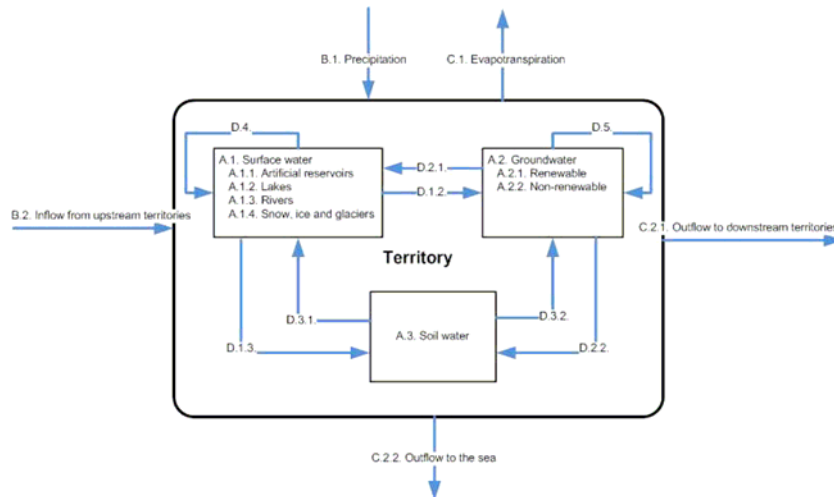 B.1. Precipitation
C.1. Evapotranspiration
D.4.
D.5.
A.1. Surface water
A.1.1. Artificial reservoirs
A.1.2. Lakes
A.1.3. Rivers
A.1.4. Snow, ice and glaciers
D.2.1.
D.1.2.
A.2. Groundwater
A.2.1. Renewable
A.2.2. Non-renewable
B.2. Inflow from upstream territories
C.2.1. Outflow to downstream territories
Territory
D.3.1.
D.3.2.
A.3. Soil water
D.1.3.
D.2.2.
C.2.2. Outflow to the sea